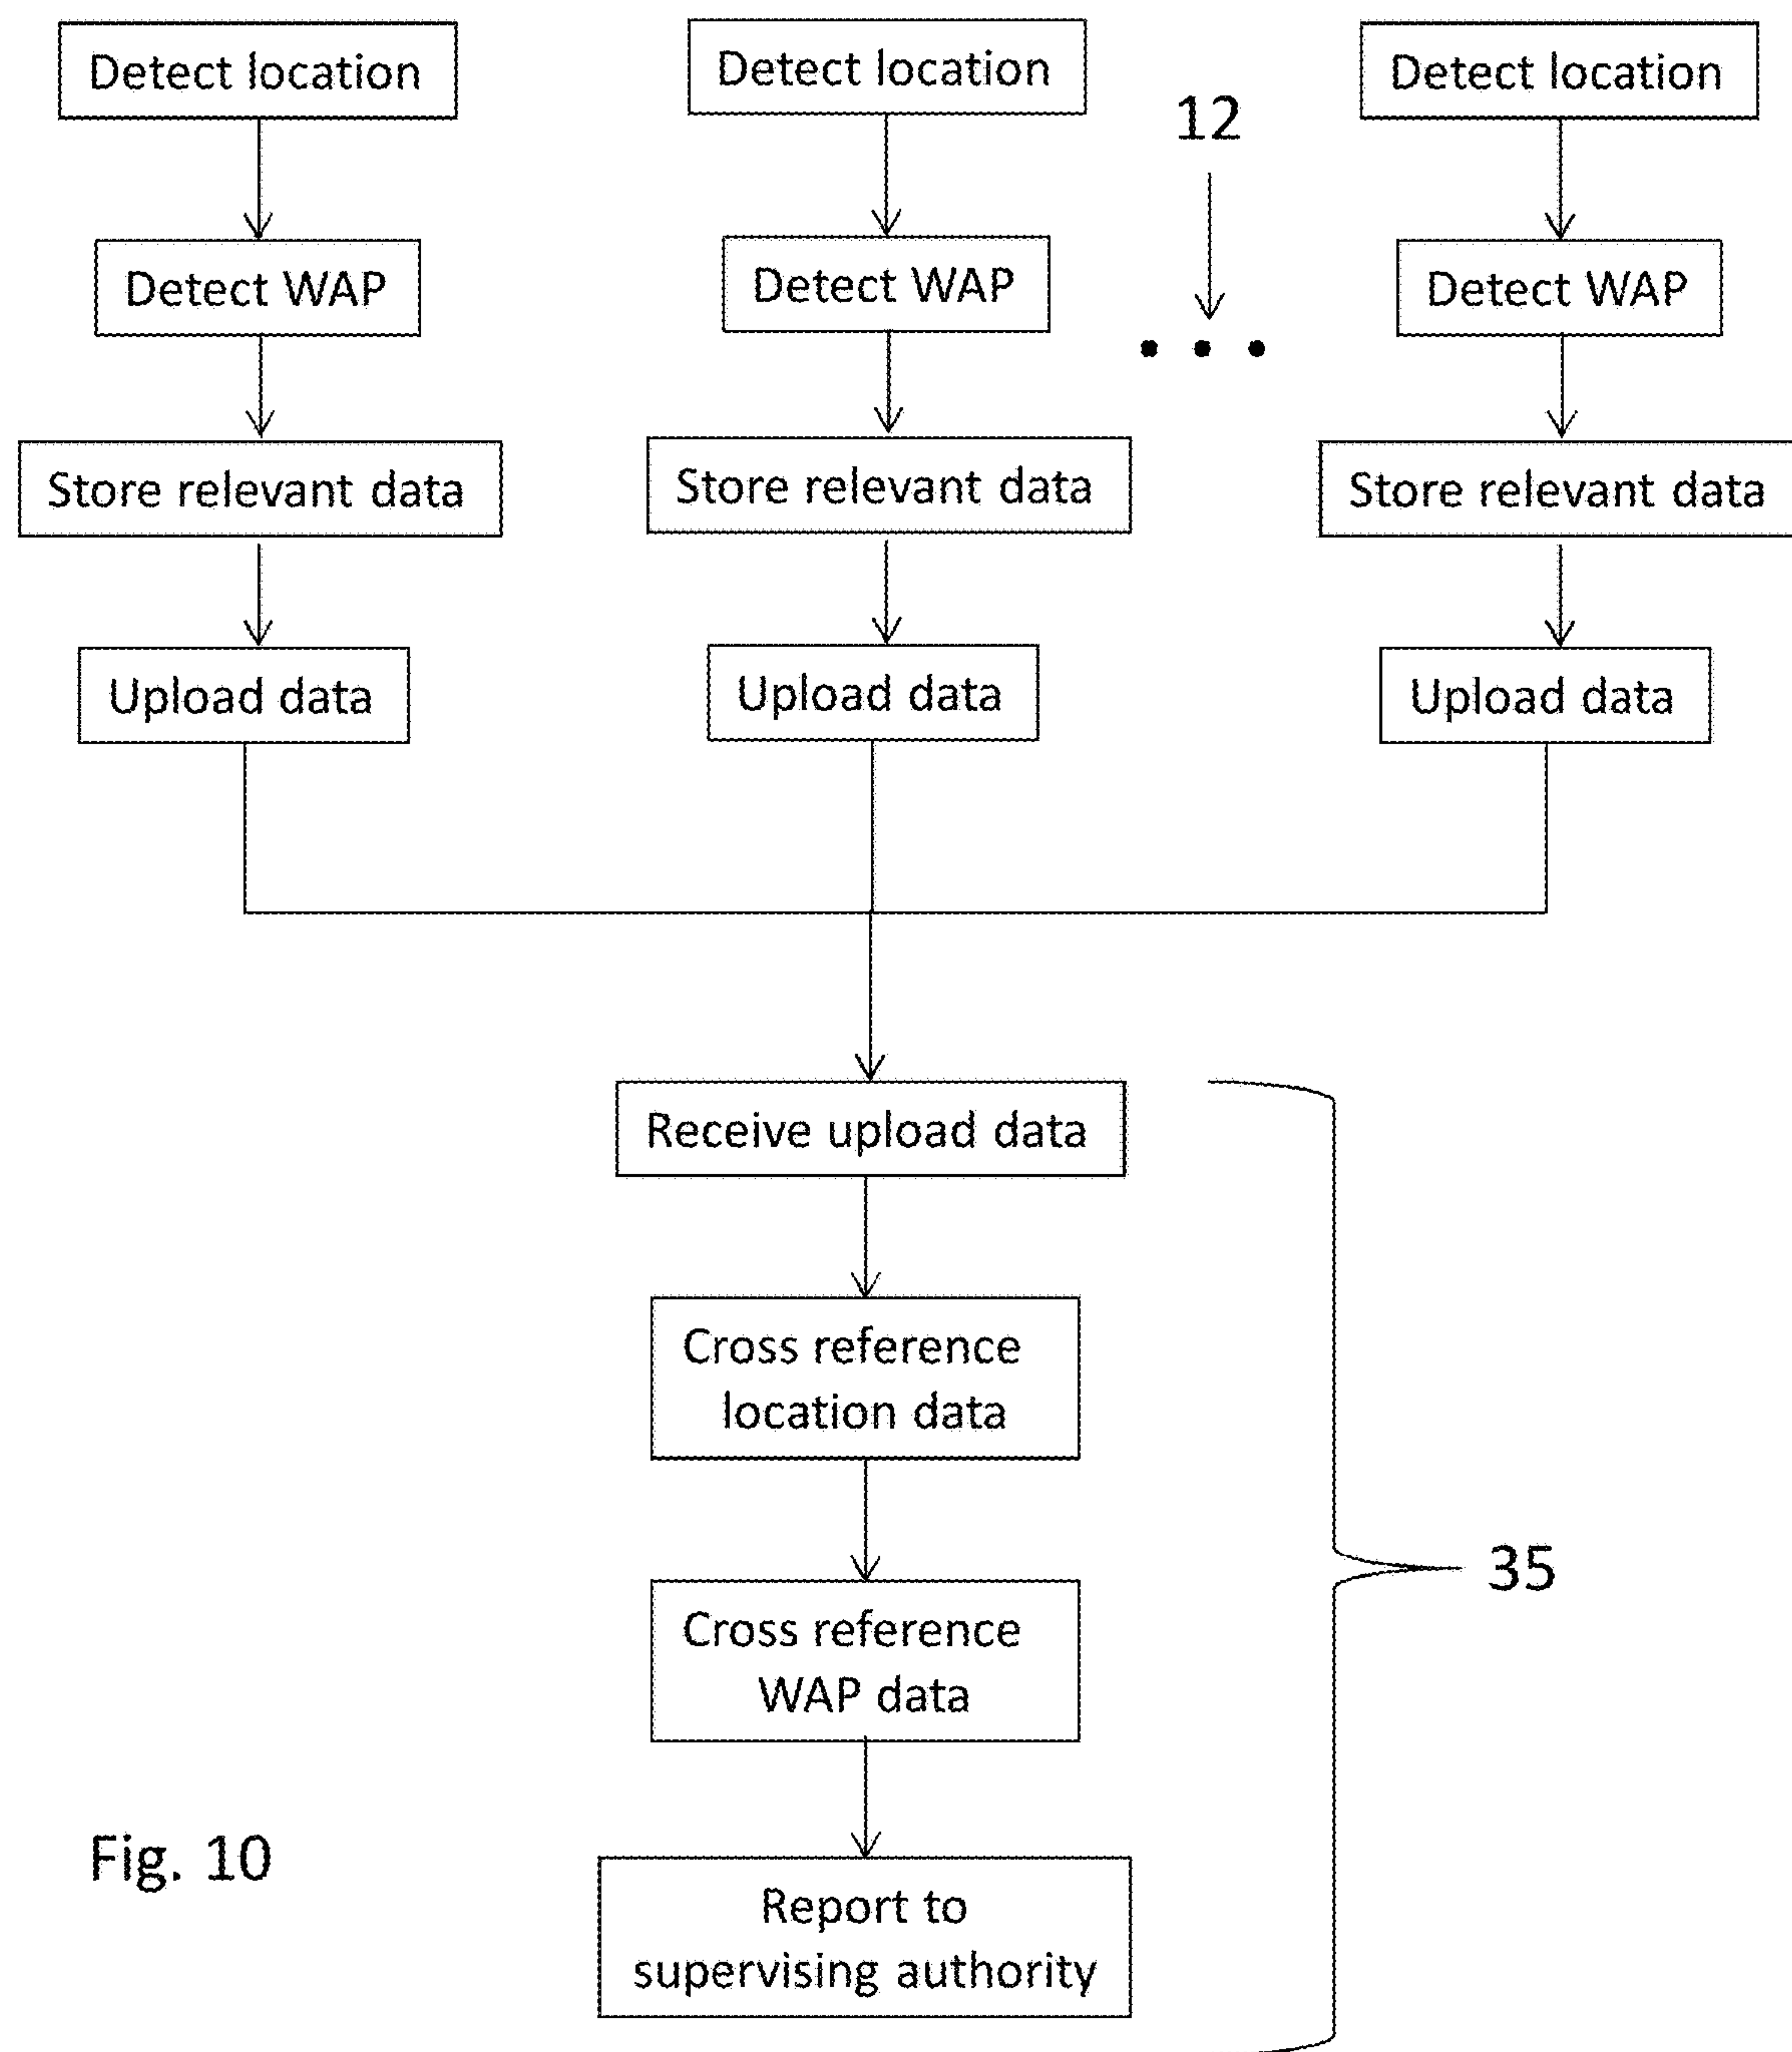 Detect location
Detect location
Detect location
12
Detect WAP
Detect WAP
Detect WAP
• • •
Store relevant data
Store relevant data
Store relevant data
Upload data
Upload data
Upload data
Receive upload data
Cross reference
location data
35
Cross reference
WAP data
Report to
supervising authority
Fig. 10